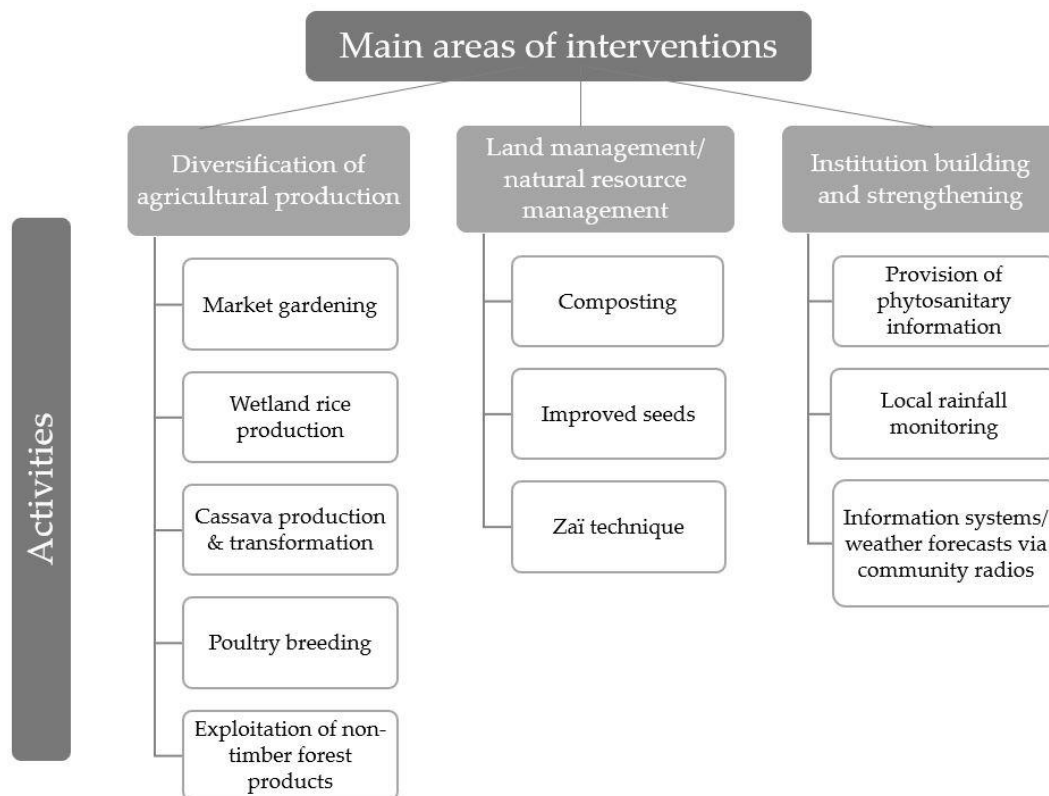 Main areas of interventions
Diversification of
agricultural production
Land management/
natural resource
management
Institution building
and strengthening
Activities
Market gardening
Wetland rice
production
Cassava production
& transformation
Poultry breeding
Exploitation of non-
timber forest
products
Composting
Improved seeds
Zaï technique
Provision of
phytosanitary
information
Local rainfall
monitoring
Information systems/
weather forecasts via
community radios